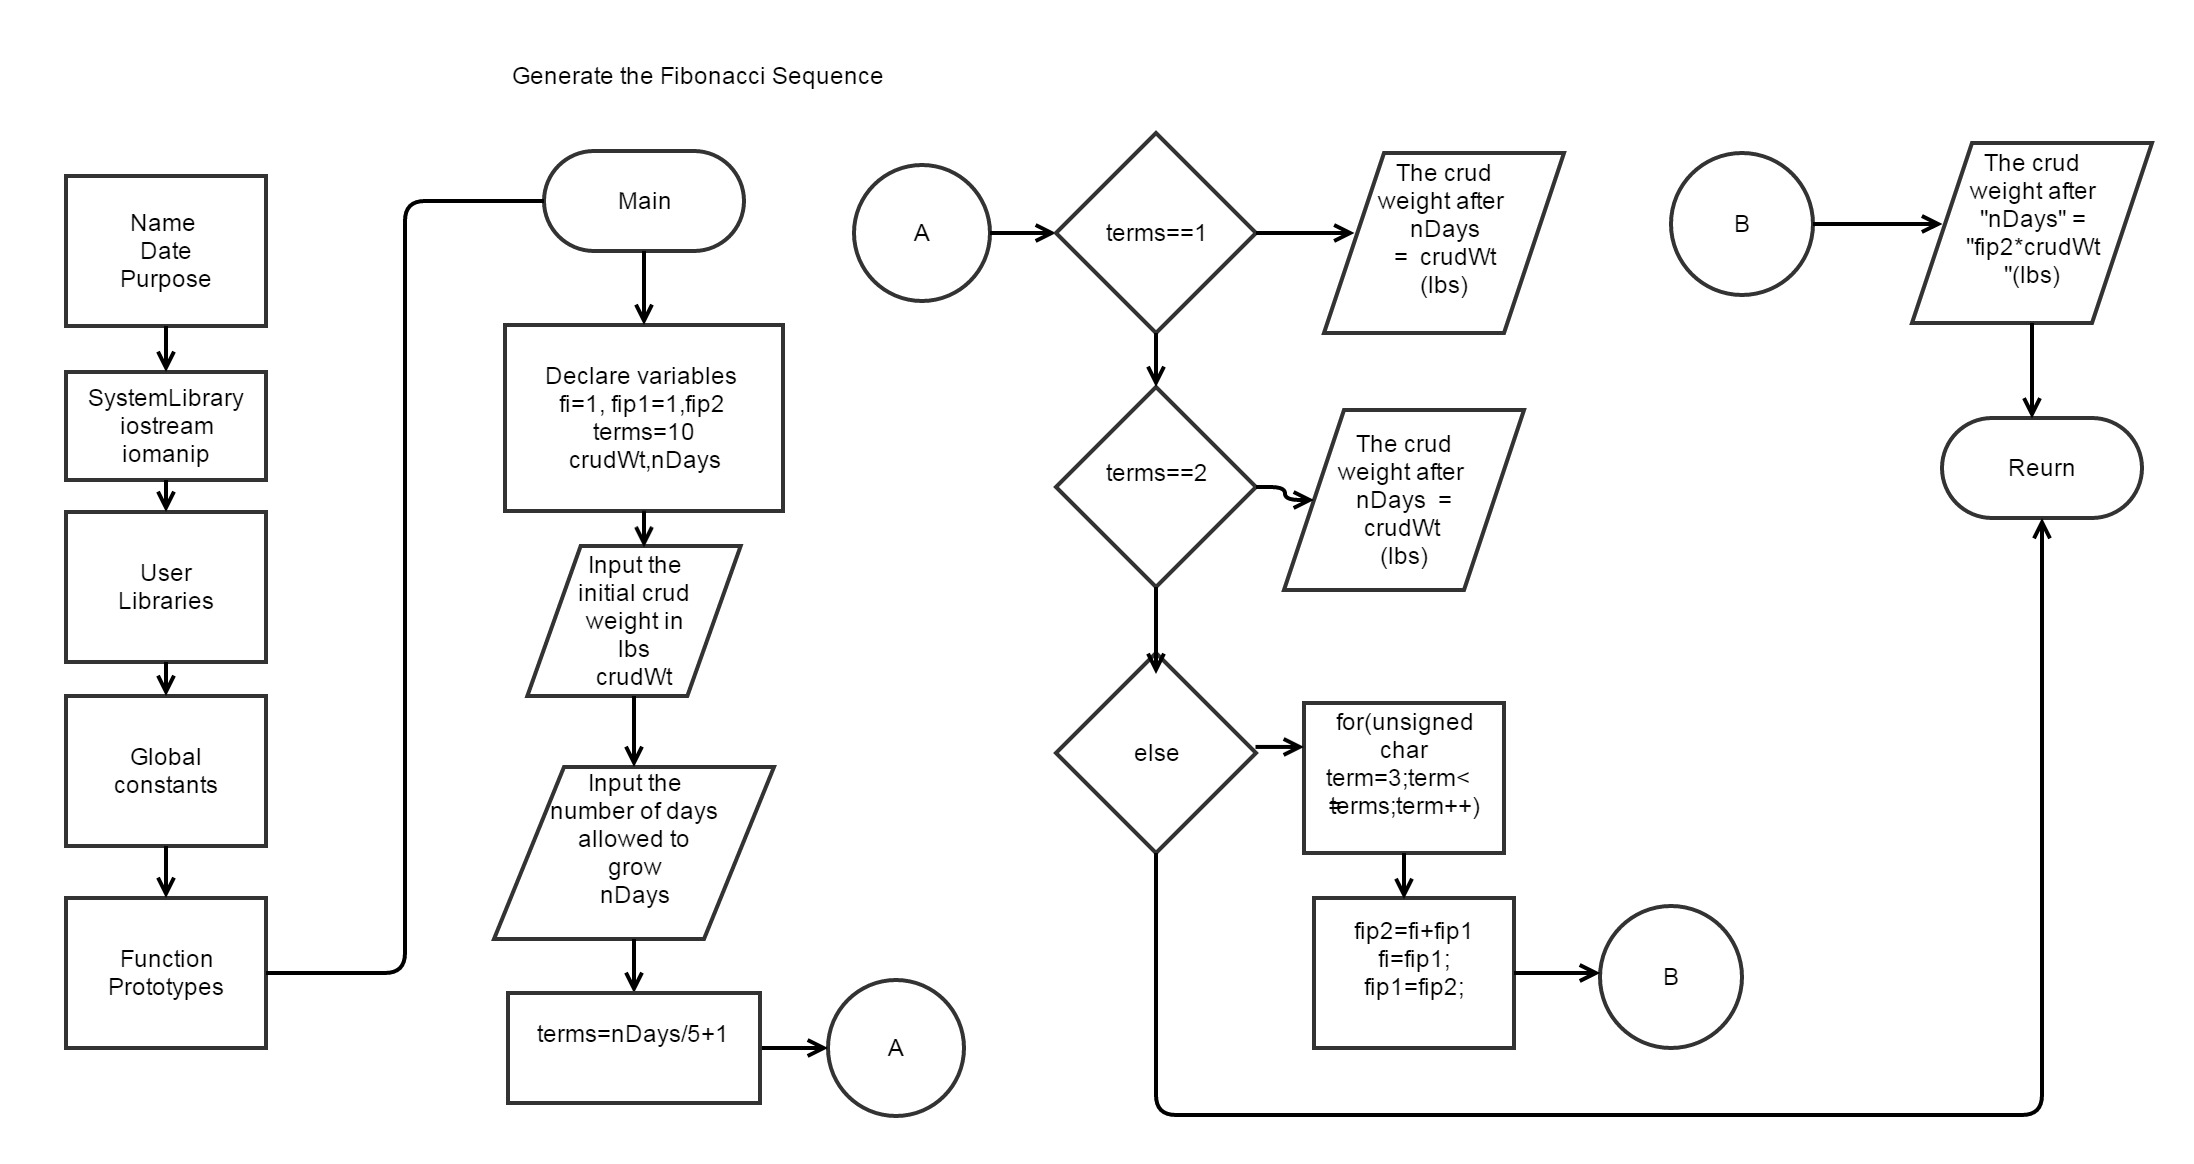 Generate the Fibonacci Sequence
Name
Date
Purpose
SystemLibrary
iostream
iomanip
User
Libraries
Global
constants
Function
Prototypes
Main
Declare variables
fi=1, fip1=1,fip2
terms=10
crudWt,nDays
Input the
initial crud
weight in
lbs
crudWt
Input the
number of days
allowed to
grow
nDays
terms=nDays/5+1
A
A
terms==1
The crud
weight after
nDays
= crudWt
(lbs)
terms==2
The crud
weight after
nDays =
crudWt
(lbs)
else
for(unsigned
char
term=3;term<
=terms;term++)
fip2=fi+fip1
fi=fip1;
fip1=fip2;
B
B
The crud
weight after
"nDays" =
"fip2*crudWt
"(lbs)
Reurn